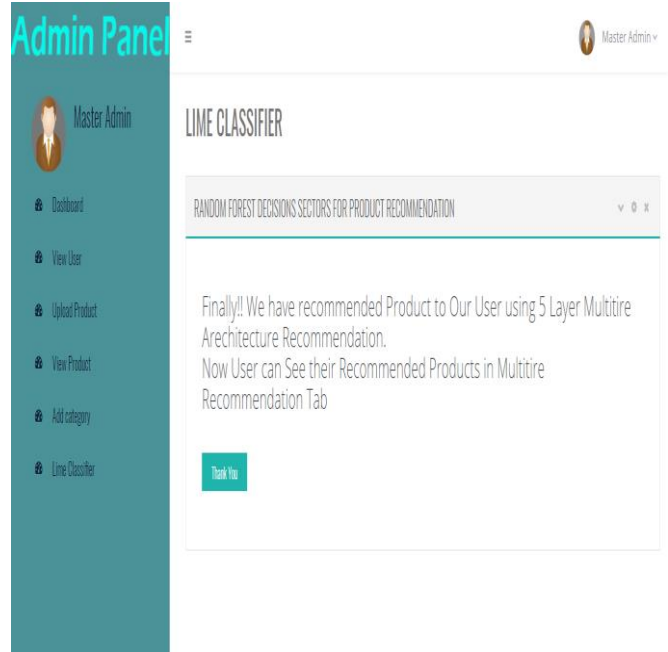 Admin Panel
Master Admin
Master Admin
Dashboard
View User
Upload Product
View Product
Add category
Lime Classifier
LIME CLASSIFIER
RANDOM FOREST DECISIONS SECTORS FOR PRODUCT RECOMMENDATION
Finally!! We have recommended Product to Our User using 5 Layer Multitire
Arechitecture Recommendation.
Now User can See their Recommended Products in Multitire
Recommendation Tab
Thank You